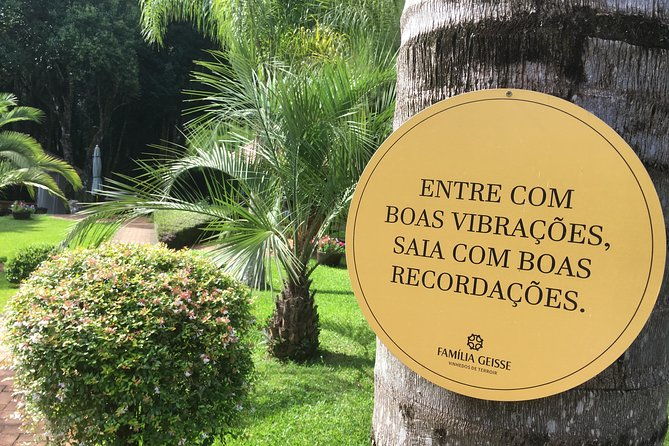 ENTRE COM
BOAS VIBRAÇÕES,
SAIA COM BOAS
RECORDAÇÕES.
FAMÍLIA GEISSE
VINHEDOS DE TERROIR